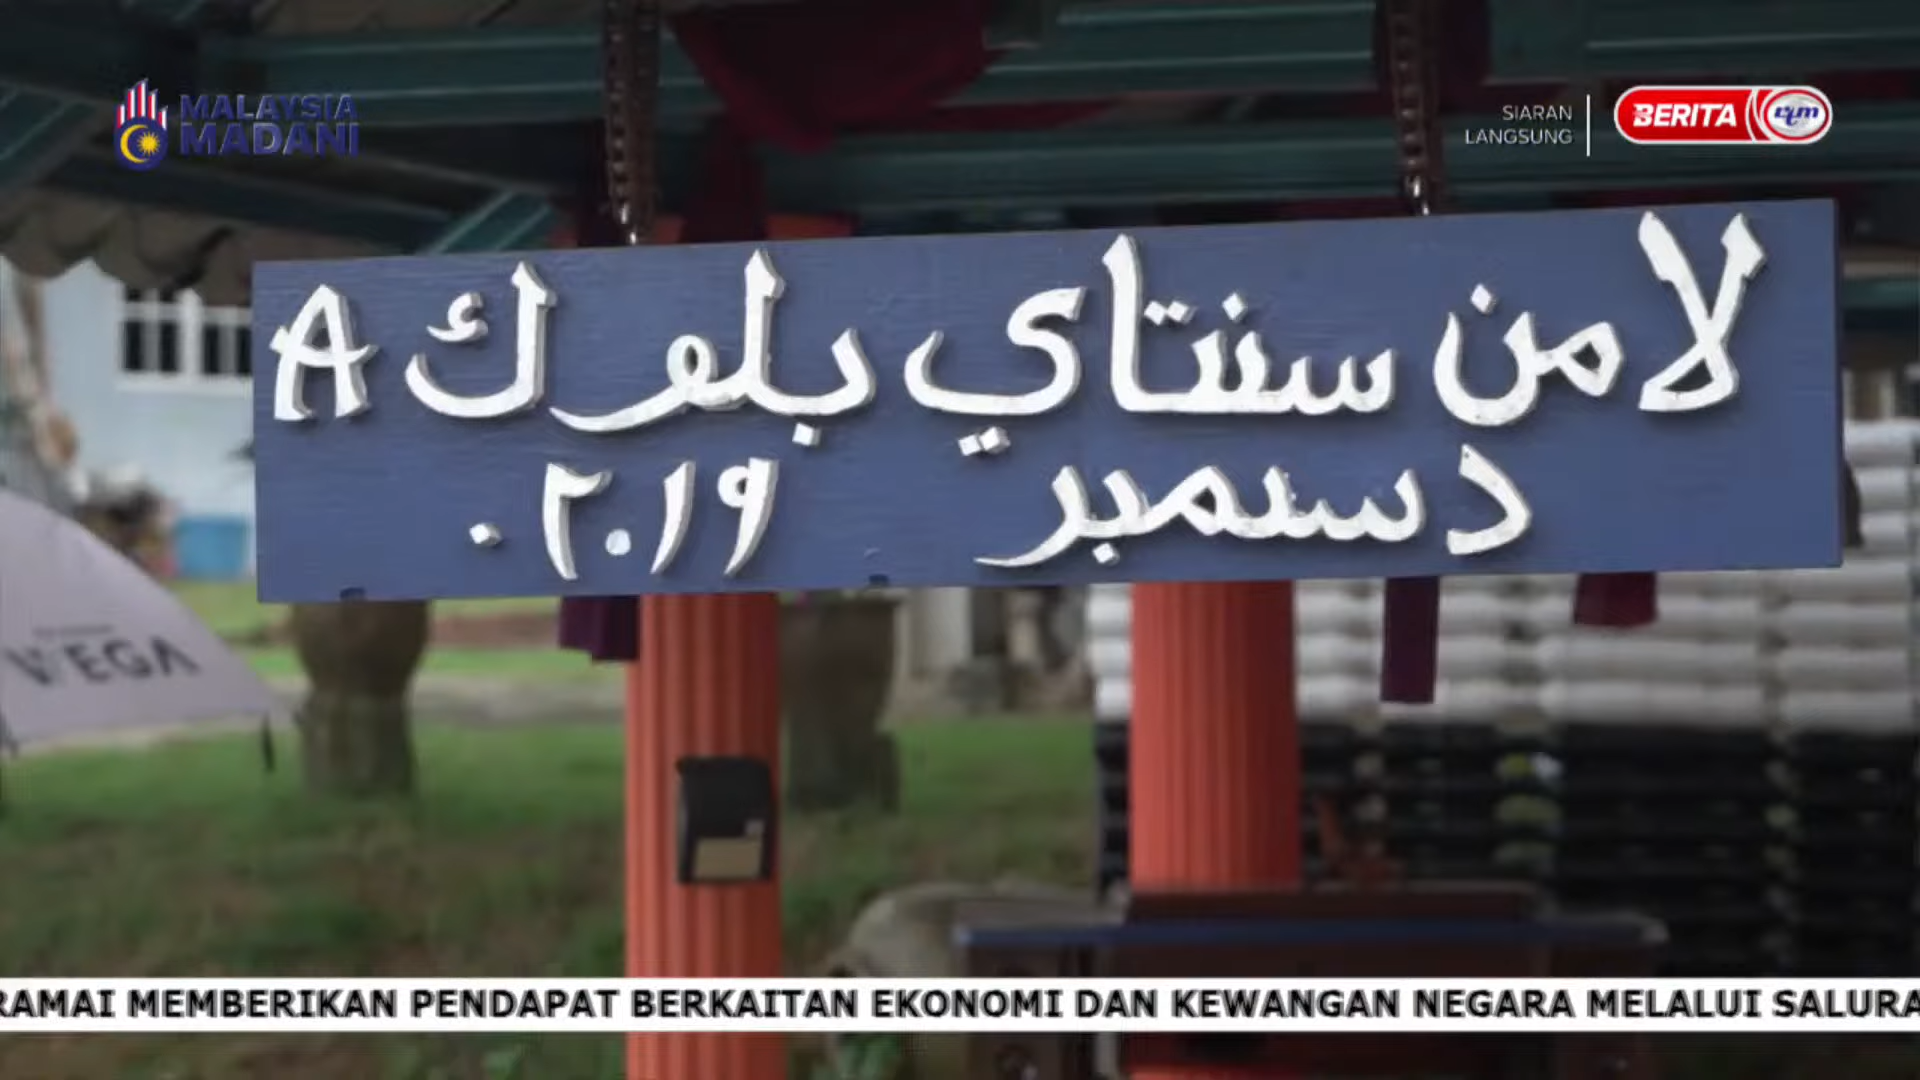 MALAYSIA
MADANI
SIARAN
LANGSUNG
BERITA rtm
لامن سنتاي بلوك A
دسمبر ٢٠١٩.
VEGA
RAMAI MEMBERIKAN PENDAPAT BERKAITAN EKONOMI DAN KEWANGAN NEGARA MELALUI SALURA